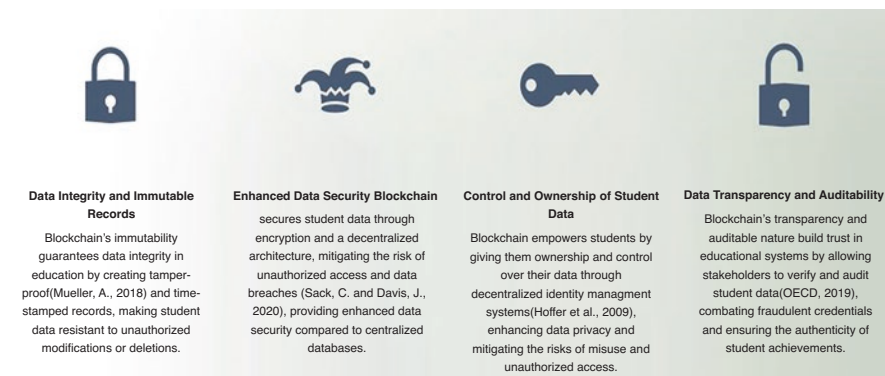 Data Integrity and Immutable
Records
Blockchain's immutability
guarantees data integrity in
education by creating tamper-
proof(Mueller, A., 2018) and time-
stamped records, making student
data resistant to unauthorized
modifications or deletions.
Enhanced Data Security Blockchain
secures student data through
encryption and a decentralized
architecture, mitigating the risk of
unauthorized access and data
breaches (Sack, C. and Davis, J.,
2020), providing enhanced data
security compared to centralized
databases.
Control and Ownership of Student
Data
Blockchain empowers students by
giving them ownership and control
over their data through
decentralized identity managment
systems(Hoffer et al., 2009),
enhancing data privacy and
mitigating the risks of misuse and
unauthorized access.
Data Transparency and Auditability
Blockchain's transparency and
auditable nature build trust in
educational systems by allowing
stakeholders to verify and audit
student data(OECD, 2019),
combating fraudulent credentials
and ensuring the authenticity of
student achievements.